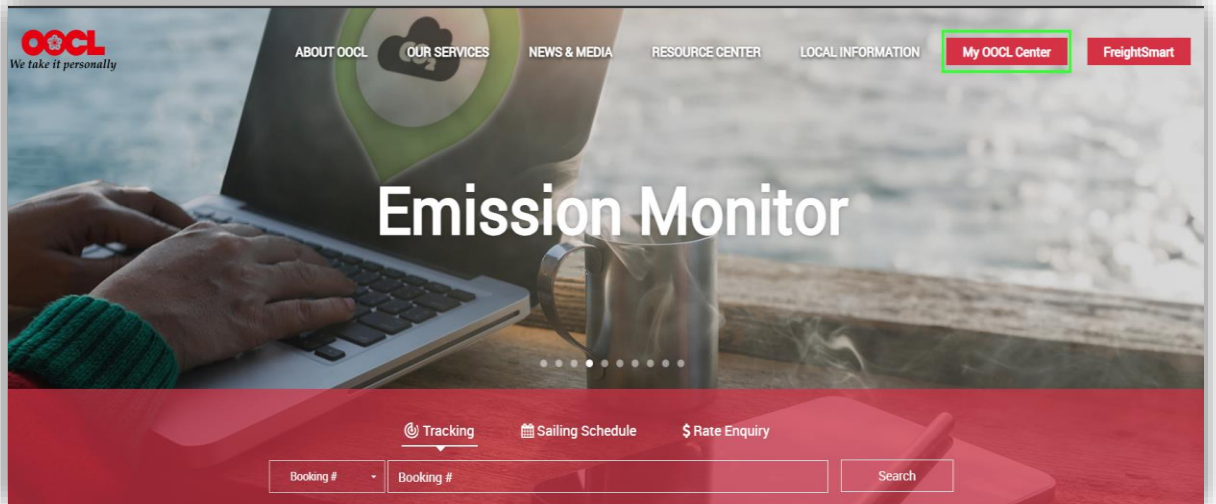 OOCL
We take it personally
ABOUT OOCL OUR SERVICES NEWS & MEDIA RESOURCE CENTER LOCAL INFORMATION My OOCL Center FreightSmart
CO2
Emission Monitor
Tracking Sailing Schedule $ Rate Enquiry
Booking # Booking # Search